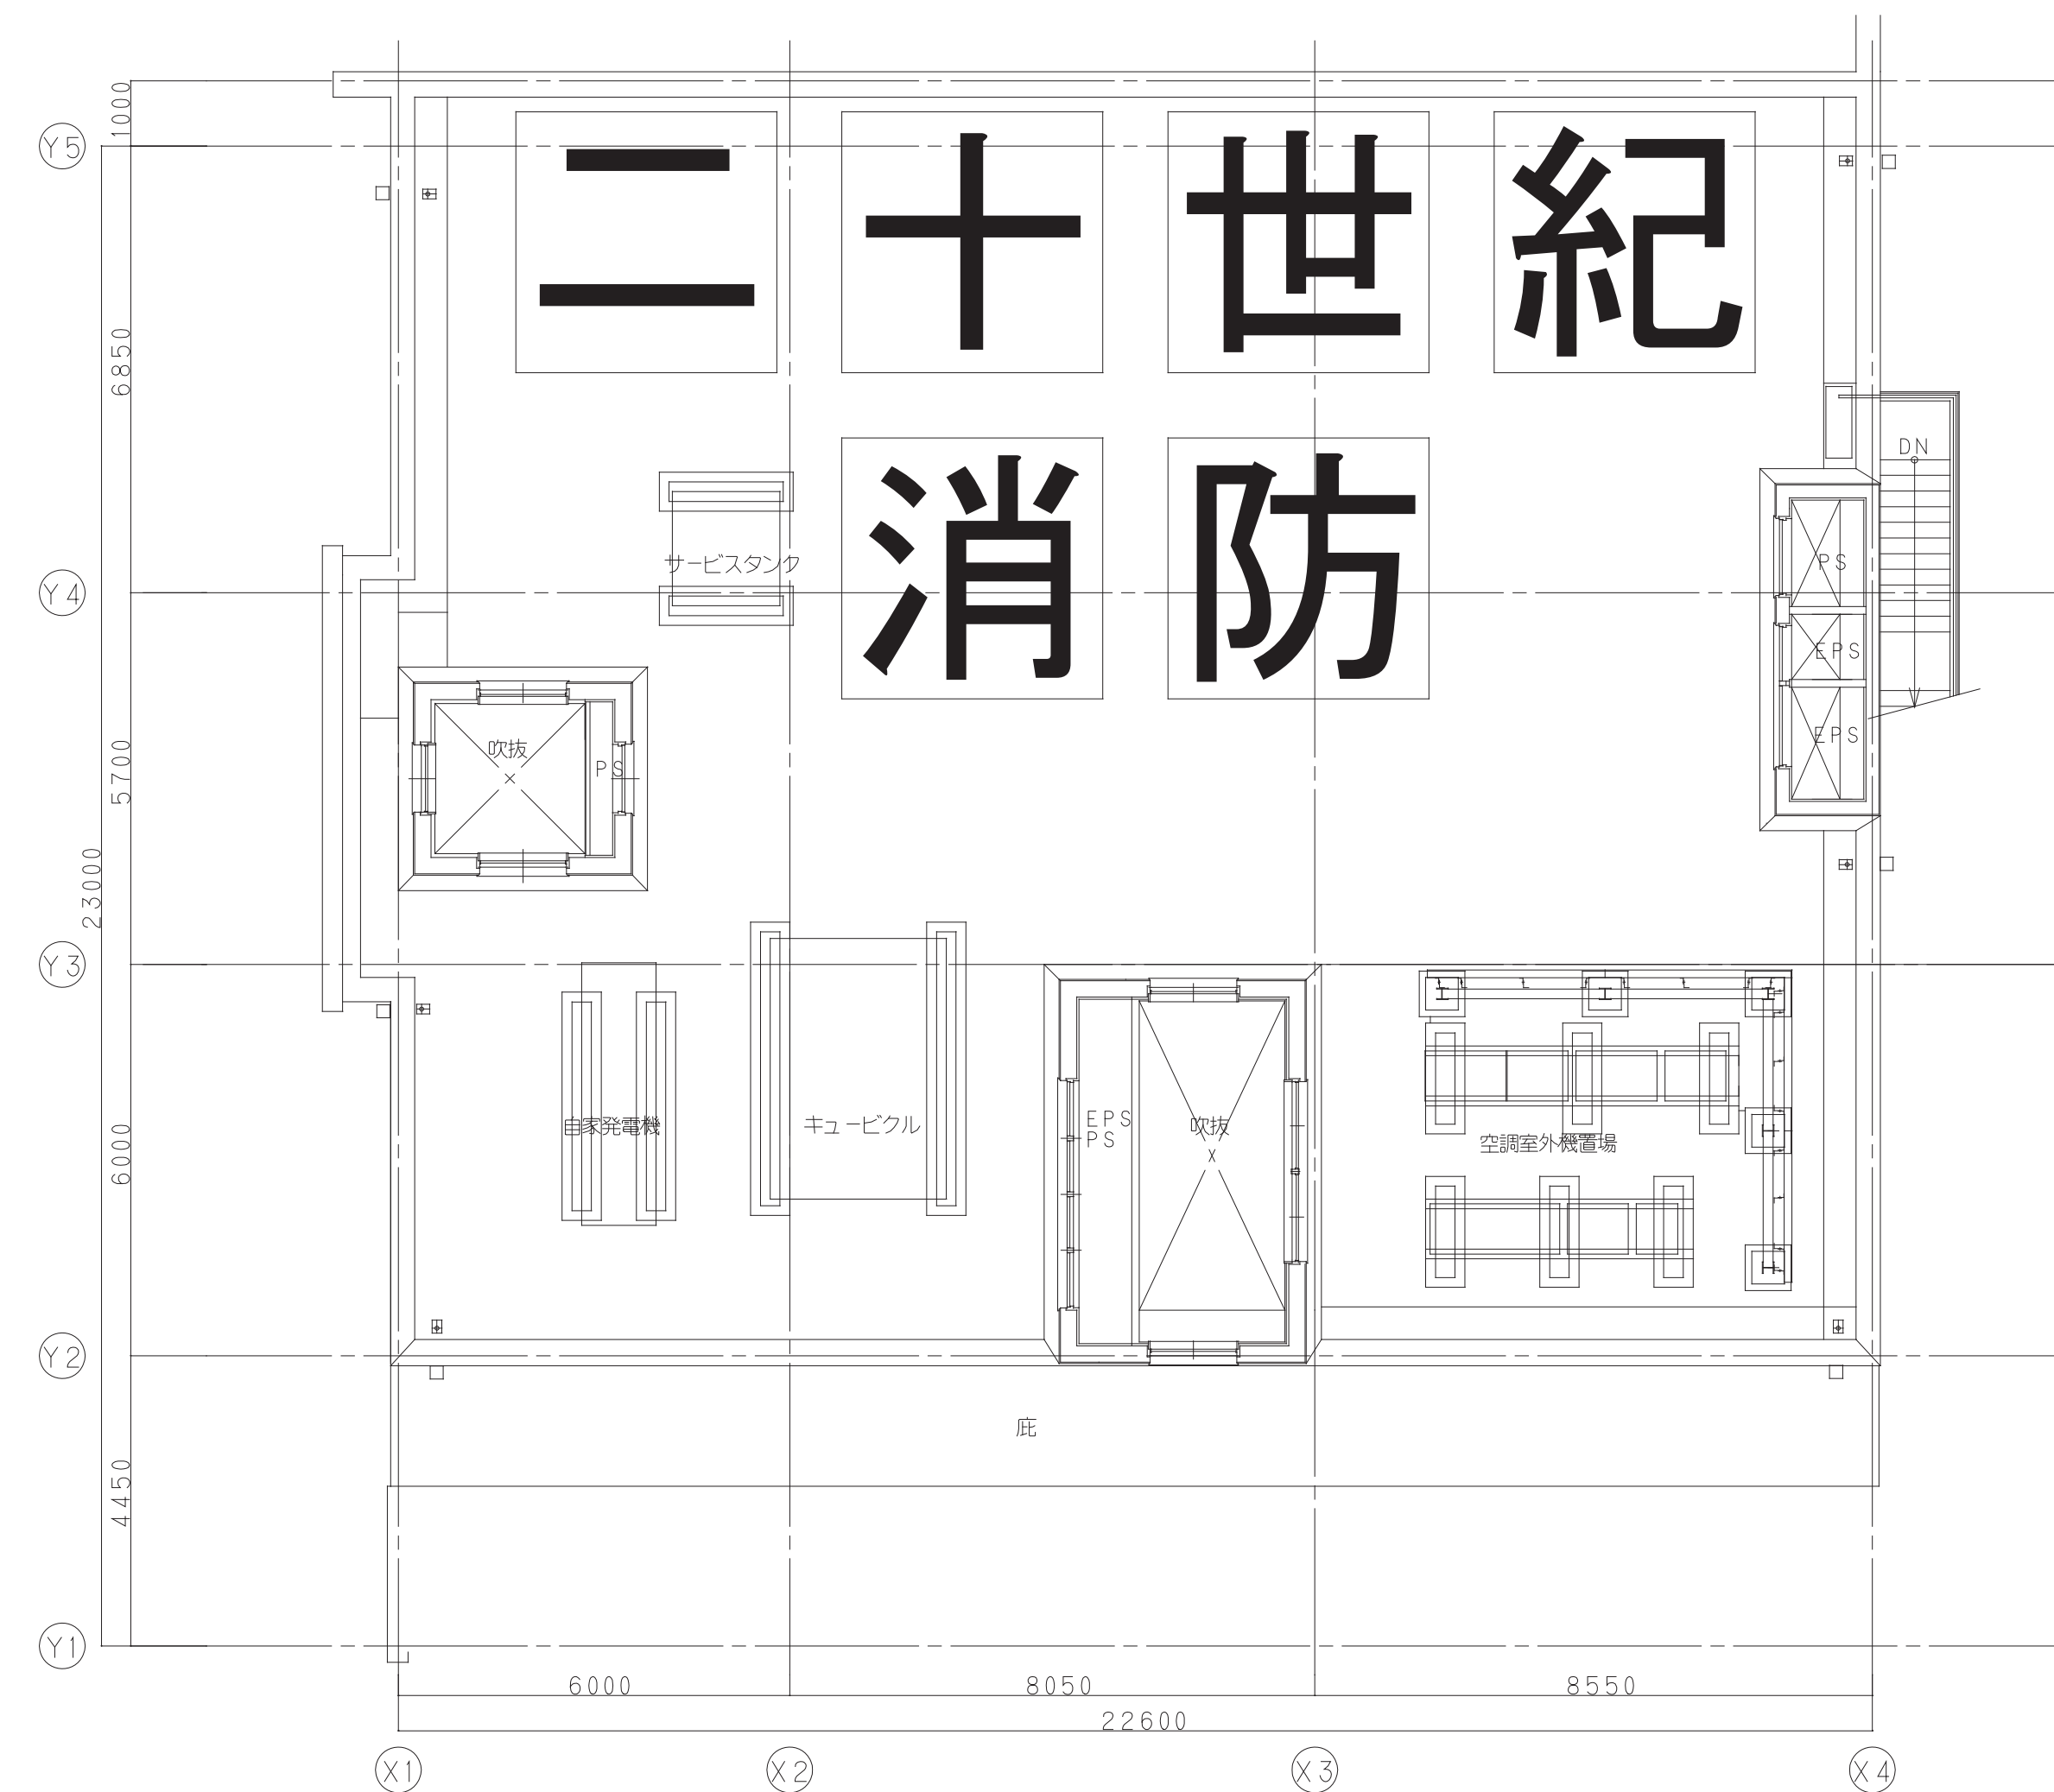 1000
二十世紀
Y5
6850
DN
消防
サービスタンク
PS
Y4
EPS
吹抜
PS
EPS
5700
23000
Y3
自家発電機
キュービクル
EPS
PS
吹抜
空調室外機置場
6000
Y2
庇
4450
Y1
6000
8050
8550
22600
X1
X2
X3
X4